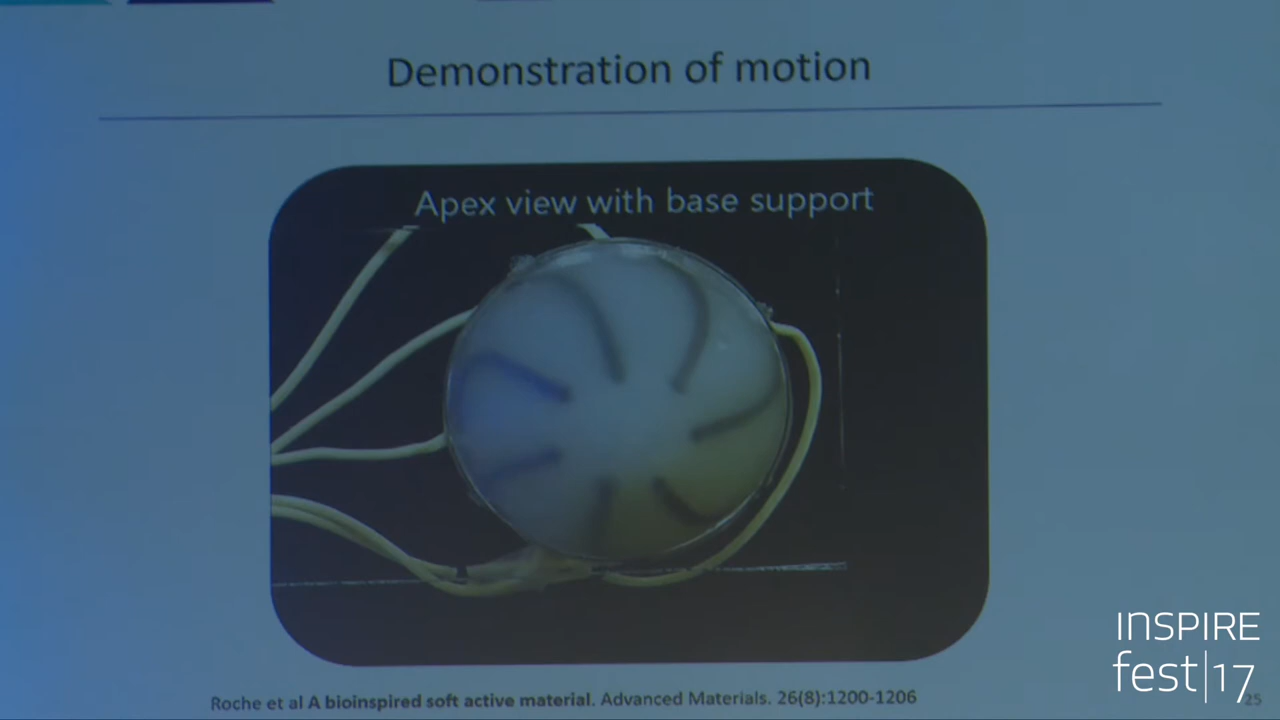 Demonstration of motion
Apex view with base support
Roche et al A bioinspired soft active material. Advanced Materials. 26(8):1200-1206
25
INSPIRE
fest|17